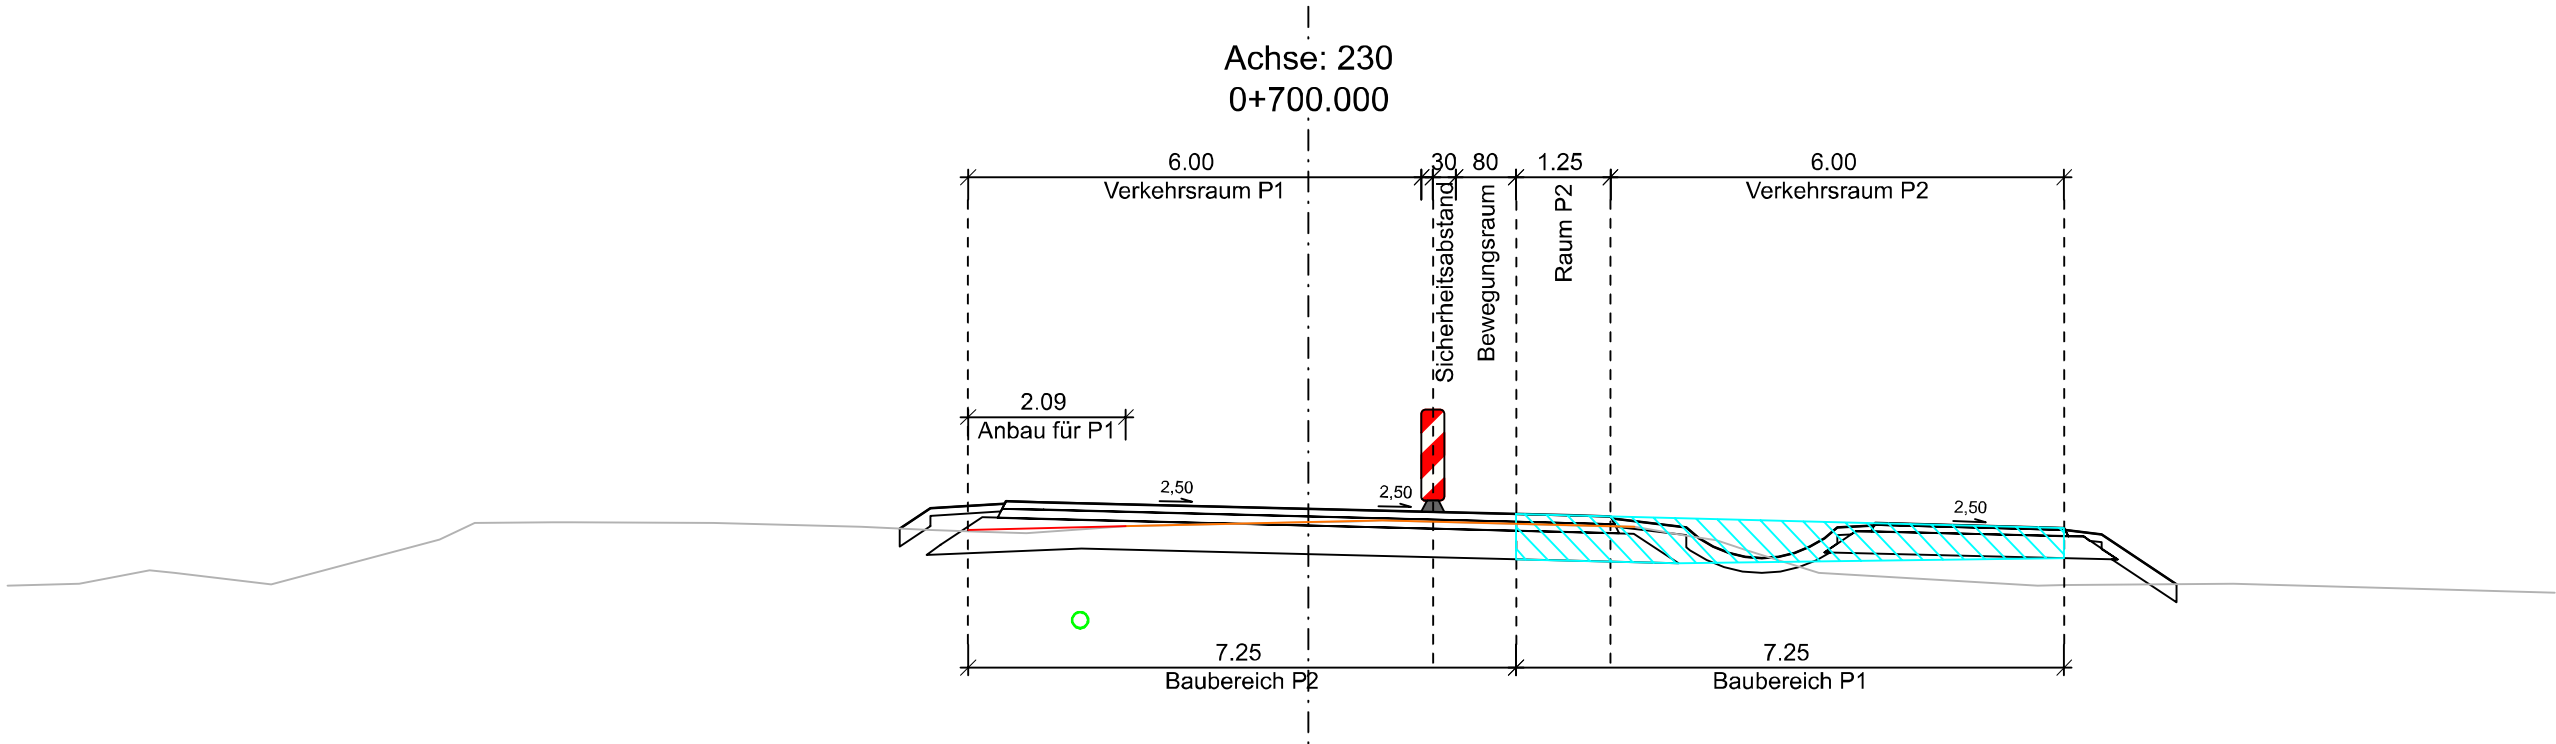 Achse: 230
0+700.000
6.00
30
80
1.25
6.00
Verkehrsraum P1
Sicherheitsabstand
Bewegungsraum
Raum P2
Verkehrsraum P2
2.09
Anbau für P1
2,50
2,50
2,50
7.25
7.25
Baubereich P2
Baubereich P1